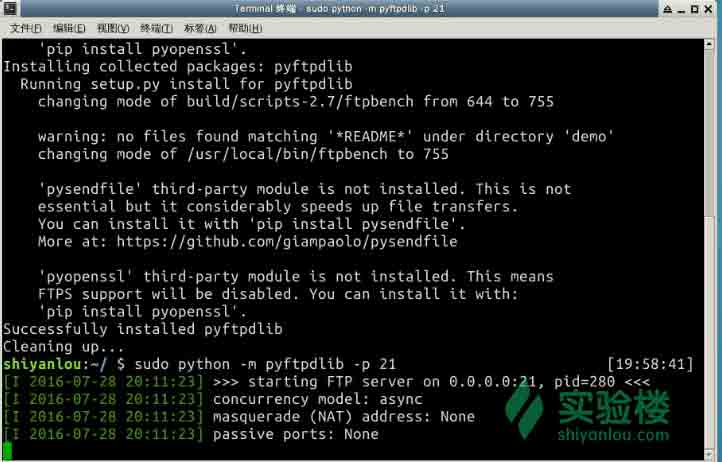 Terminal 终端 - sudo python -m pyftpdlib -p 21
文件(F) 编辑(E) 视图(V) 终端(T) 标签(A) 帮助(H)
'pip install pyopenssl'.
Installing collected packages: pyftpdlib
Running setup.py install for pyftpdlib
changing mode of build/scripts-2.7/ftpbench from 644 to 755
warning: no files found matching '*README*' under directory 'demo'
changing mode of /usr/local/bin/ftpbench to 755
'pysendfile' third-party module is not installed. This is not
essential but it considerably speeds up file transfers.
You can install it with 'pip install pysendfile'.
More at: https://github.com/giampaolo/pysendfile
'pyopenssl' third-party module is not installed. This means
FTPS support will be disabled. You can install it with:
'pip install pyopenssl'.
Successfully installed pyftpdlib
Cleaning up...
shiyanlou:~/ $ sudo python -m pyftpdlib -p 21 [19:58:41]
[I 2016-07-28 20:11:23] >>> starting FTP server on 0.0.0.0:21, pid=280 <<<
[I 2016-07-28 20:11:23] concurrency model: async
[I 2016-07-28 20:11:23] masquerade (NAT) address: None
[I 2016-07-28 20:11:23] passive ports: None
实验楼
shiyanlou.com